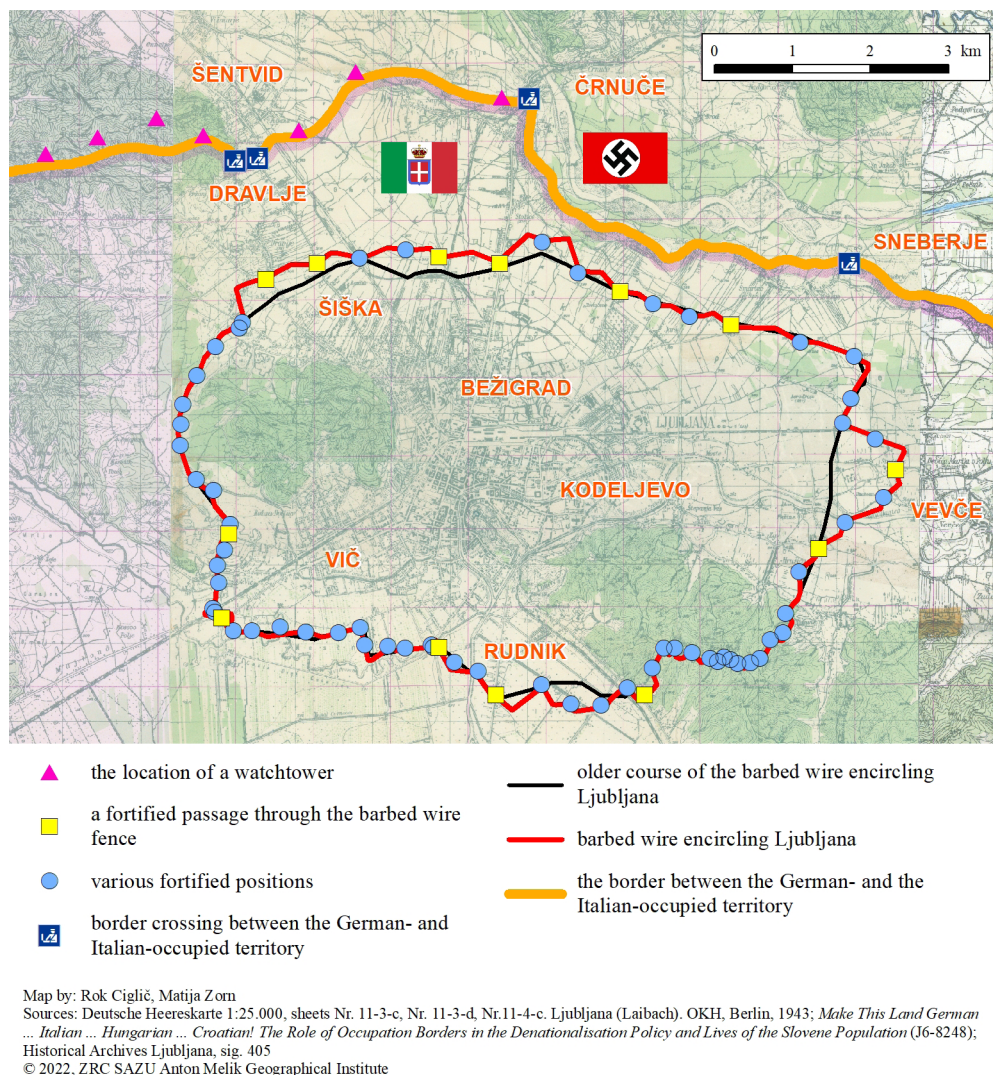 0 1 2 3 km
ŠENTVID
ČRNUČE
DRAVLJE
SNEBERJE
ŠIŠKA
BEŽIGRAD
LJUBLJANA
KODELJEVO
VEVČE
VIČ
RUDNIK
the location of a watchtower
a fortified passage through the barbed wire
fence
various fortified positions
border crossing between the German- and
Italian-occupied territory
older course of the barbed wire encircling
Ljubljana
barbed wire encircling Ljubljana
the border between the German- and the
Italian-occupied territory
Map by: Rok Ciglič, Matija Zorn
Sources: Deutsche Heereskarte 1:25.000, sheets Nr. 11-3-c, Nr. 11-3-d, Nr.11-4-c. Ljubljana (Laibach). OKH, Berlin, 1943; Make This Land German
... Italian ... Hungarian ... Croatian! The Role of Occupation Borders in the Denationalisation Policy and Lives of the Slovene Population (J6-8248);
Historical Archives Ljubljana, sig. 405
© 2022, ZRC SAZU Anton Melik Geographical Institute